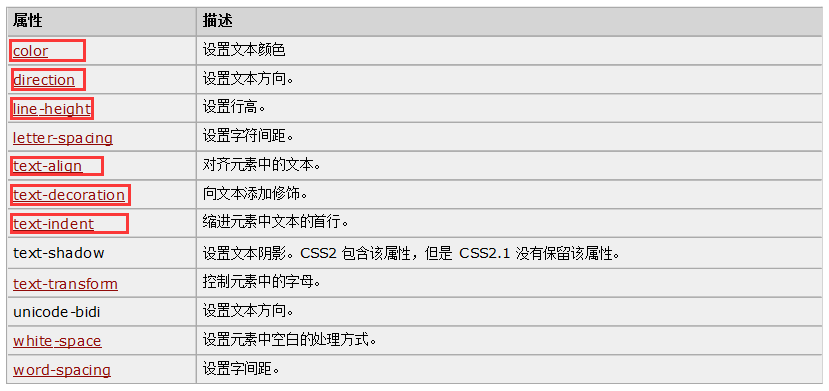 属性 描述
color 设置文本颜色
direction 设置文本方向。
line-height 设置行高。
letter-spacing 设置字符间距。
text-align 对齐元素中的文本。
text-decoration 向文本添加修饰。
text-indent 缩进元素中文本的首行。
text-shadow 设置文本阴影。CSS2 包含该属性，但是 CSS2.1 没有保留该属性。
text-transform 控制元素中的字母。
unicode-bidi 设置文本方向。
white-space 设置元素中空白的处理方式。
word-spacing 设置字间距。